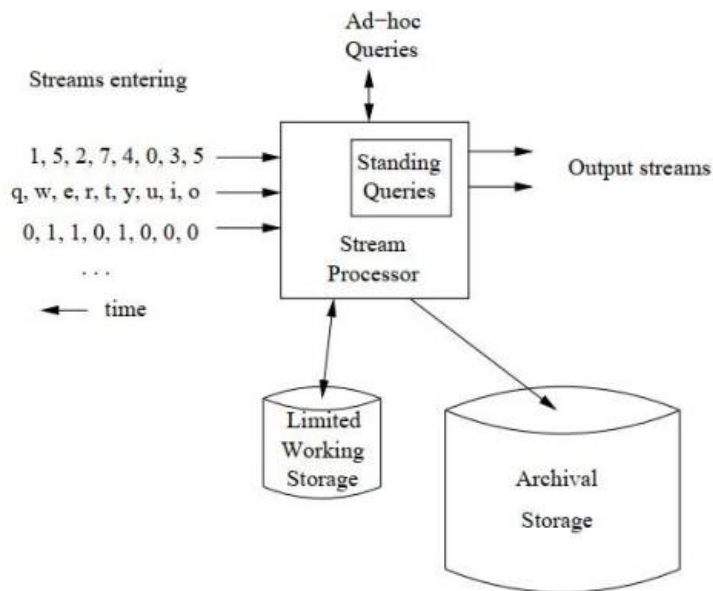 Ad-hoc
Queries
Streams entering
1, 5, 2, 7, 4, 0, 3, 5
q, w, e, r, t, y, u, i, o
0, 1, 1, 0, 1, 0, 0, 0
. . .
time
Standing
Queries
Stream
Processor
Output streams
Limited
Working
Storage
Archival
Storage